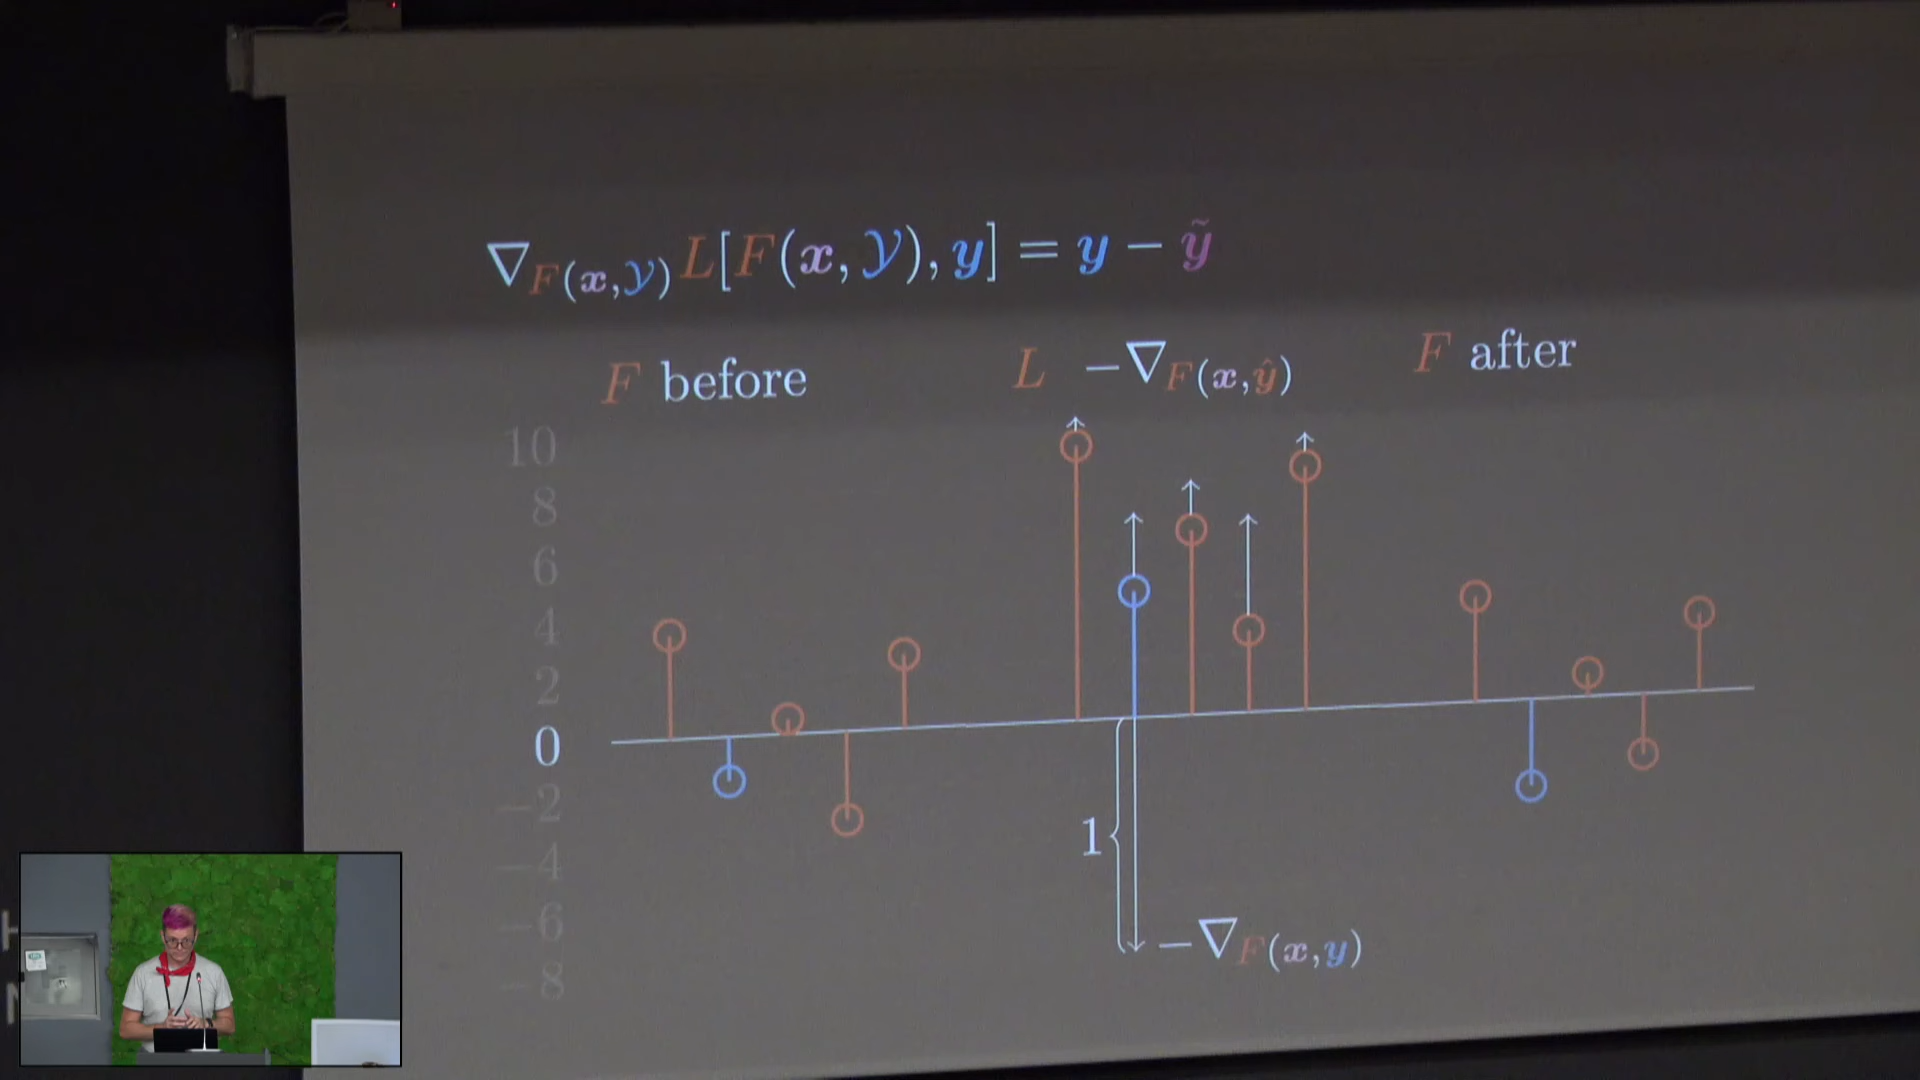 ∇_{F(x,𝒴)} L[F(x, 𝒴), y] = y − ỹ
F before
L −∇_{F(x,ŷ)}
F after
10
8
6
4
2
0
−2
−4
−6
−8
1
−∇_{F(x,y)}